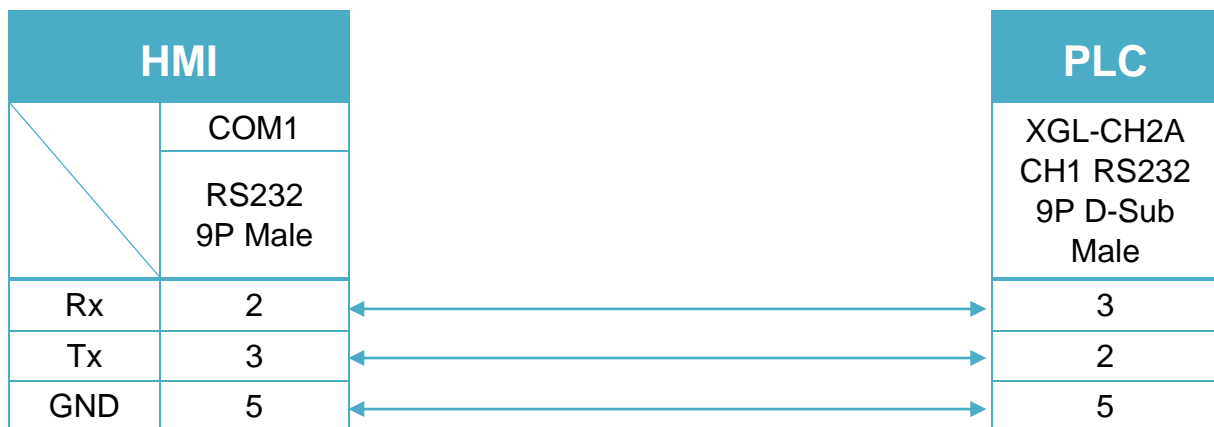 HMI
PLC
COM1
RS232
9P Male
XGL-CH2A
CH1 RS232
9P D-Sub
Male
Rx 2 3
Tx 3 2
GND 5 5